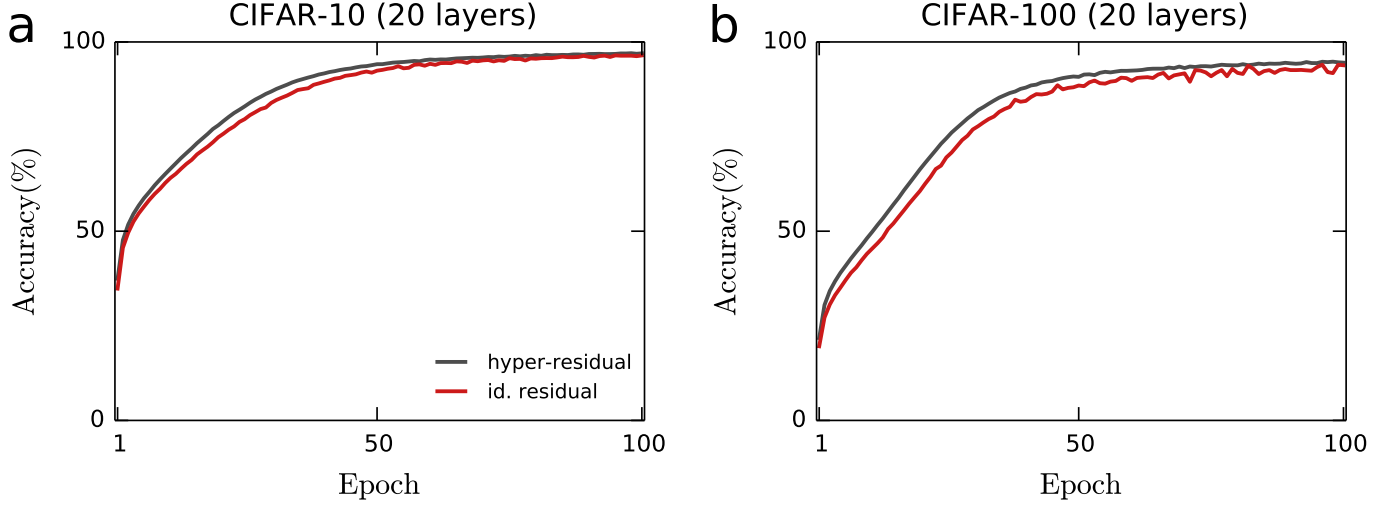 a
CIFAR-10 (20 layers)
100
50
0
Accuracy(%)
hyper-residual
id. residual
1
50
100
Epoch
b
CIFAR-100 (20 layers)
100
50
0
Accuracy(%)
1
50
100
Epoch